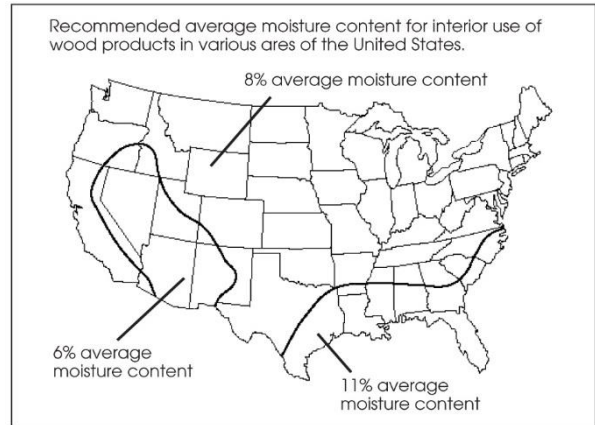 Recommended average moisture content for interior use of
wood products in various ares of the United States.
8% average moisture content
6% average
moisture content
11% average
moisture content